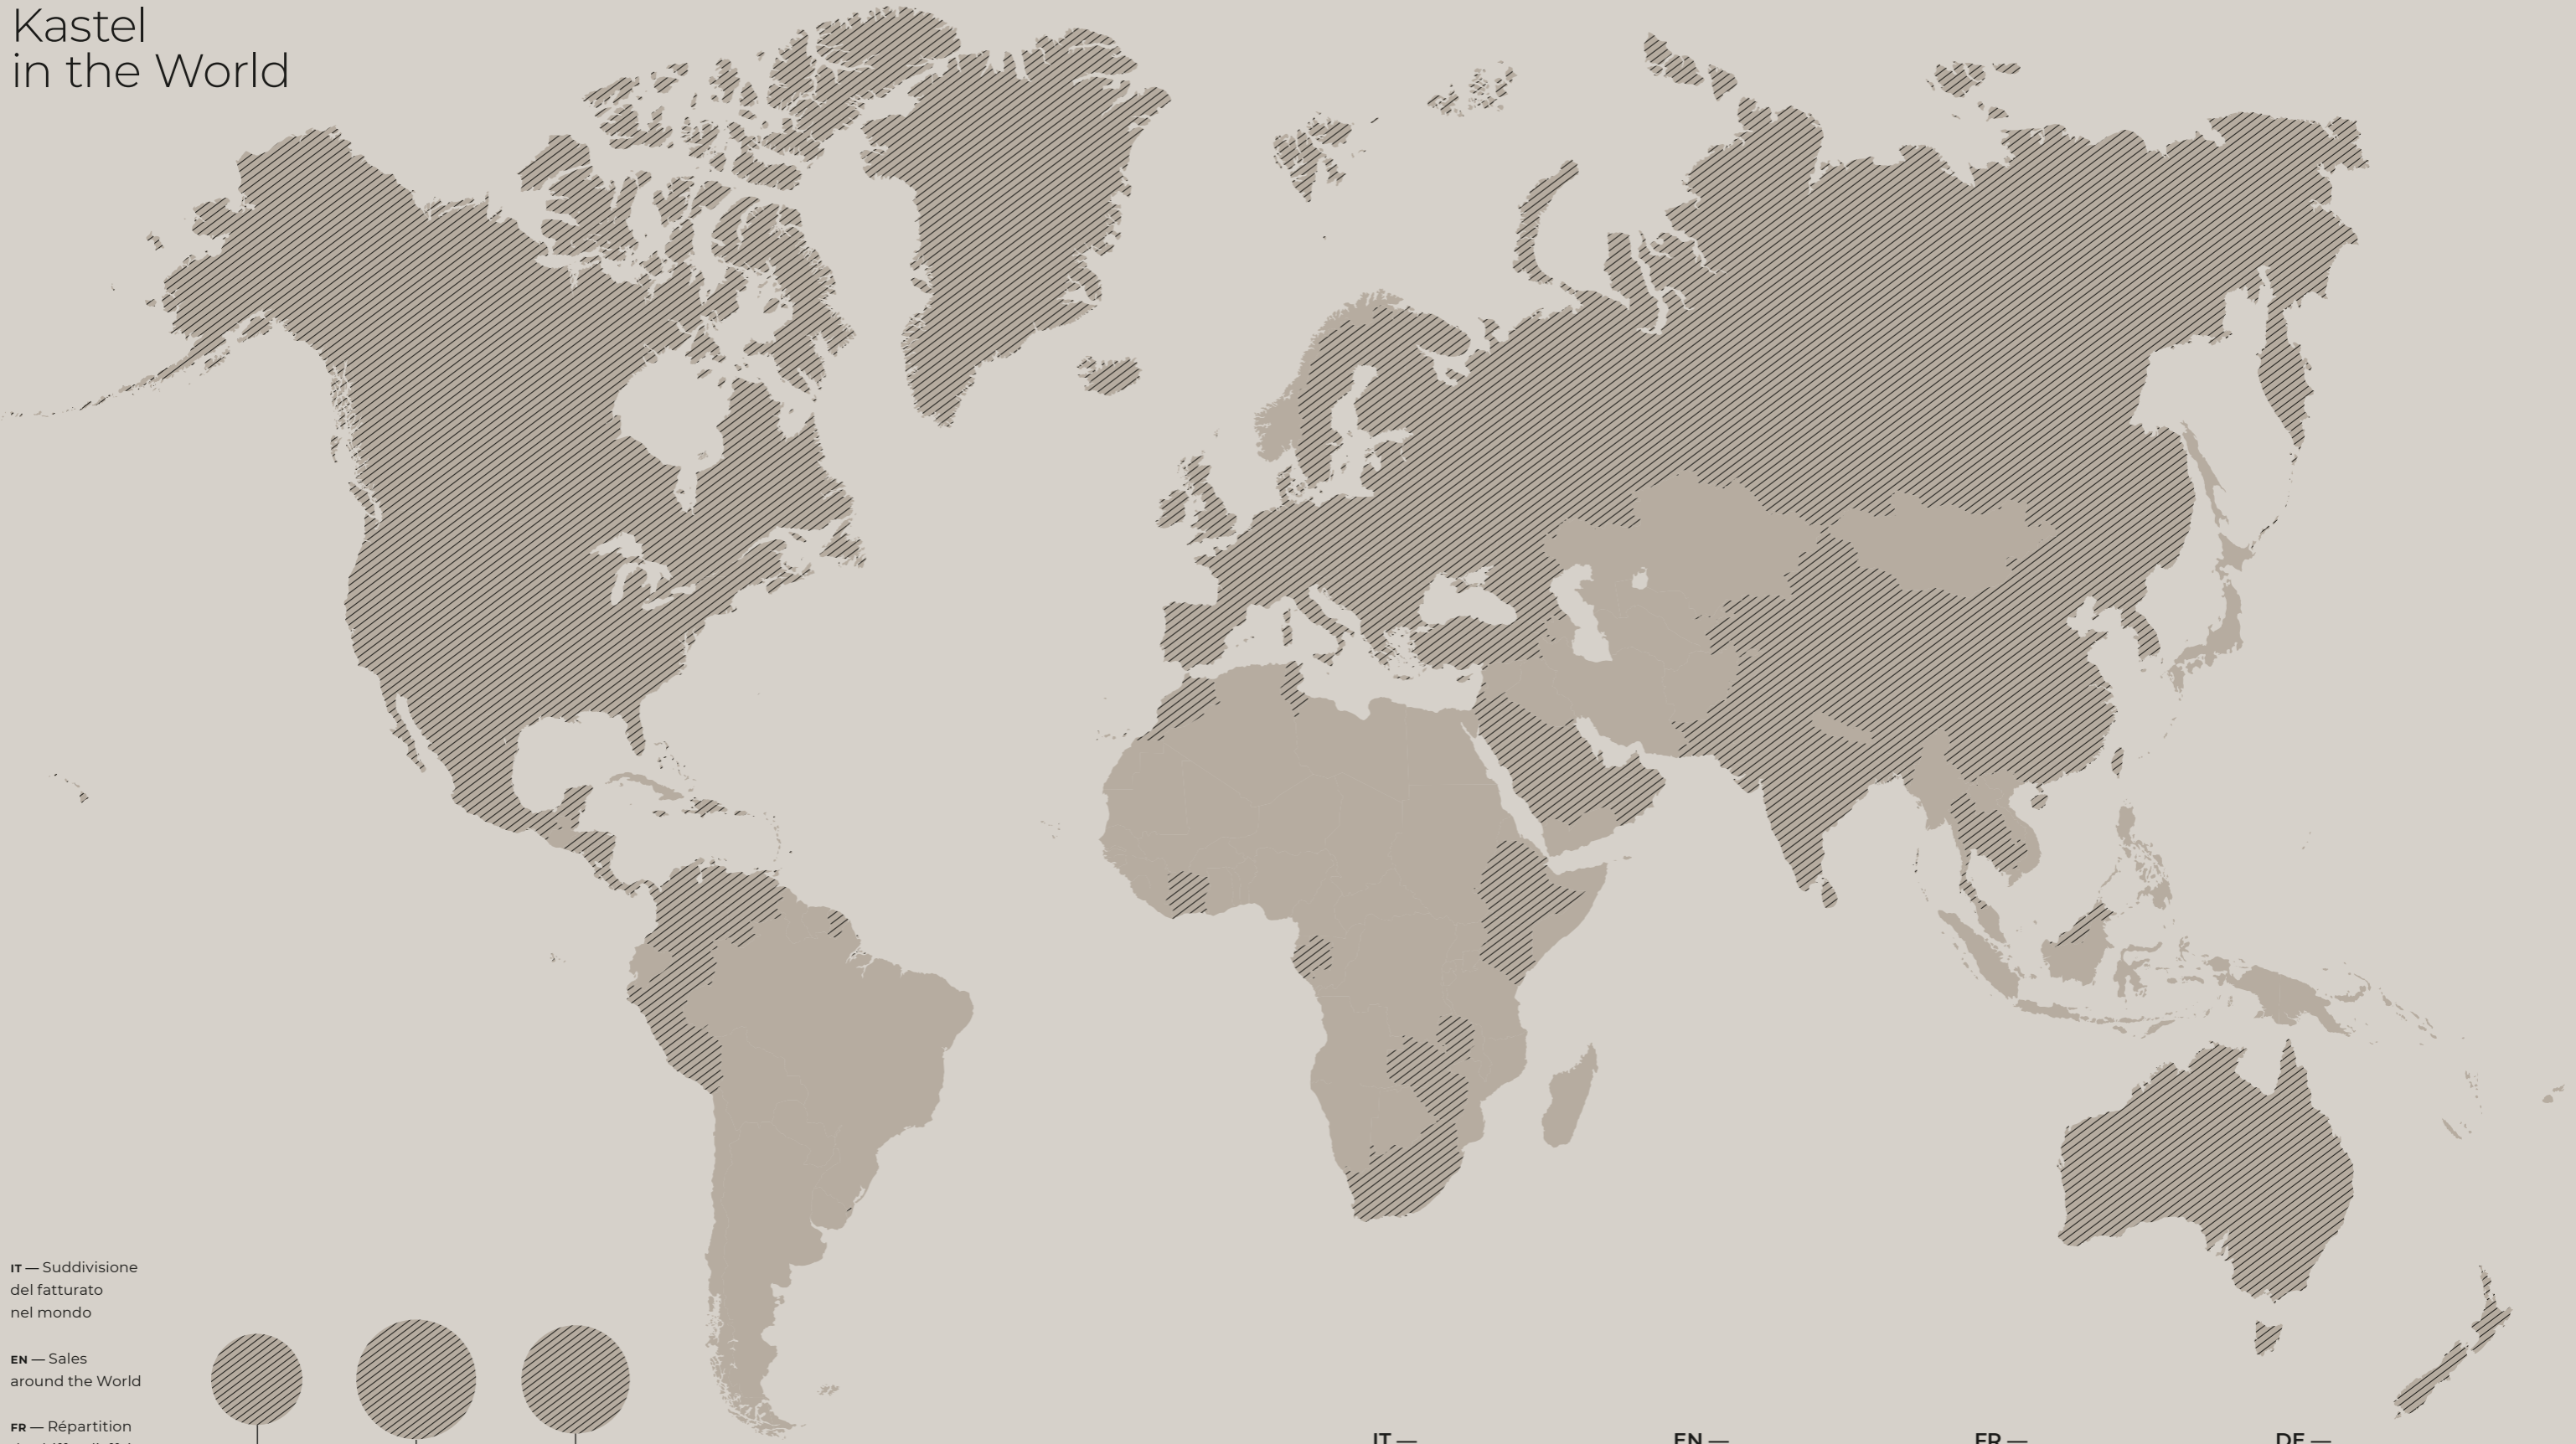 Kastel
in the World
IT — Suddivisione
del fatturato
nel mondo
EN — Sales
around the World
FR — Répartition
IT —
EN —
FR —
DE —